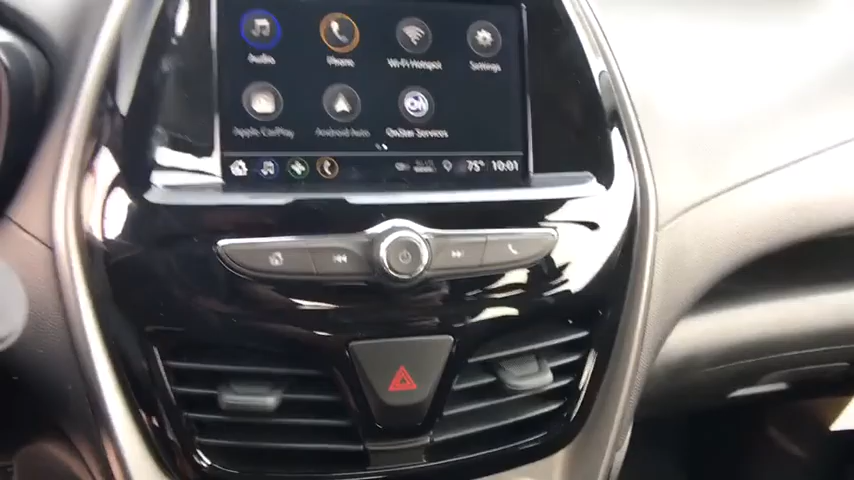 Audio Phone Wi-Fi Hotspot Settings
Apple CarPlay Android Auto OnStar Services
75° 10:01